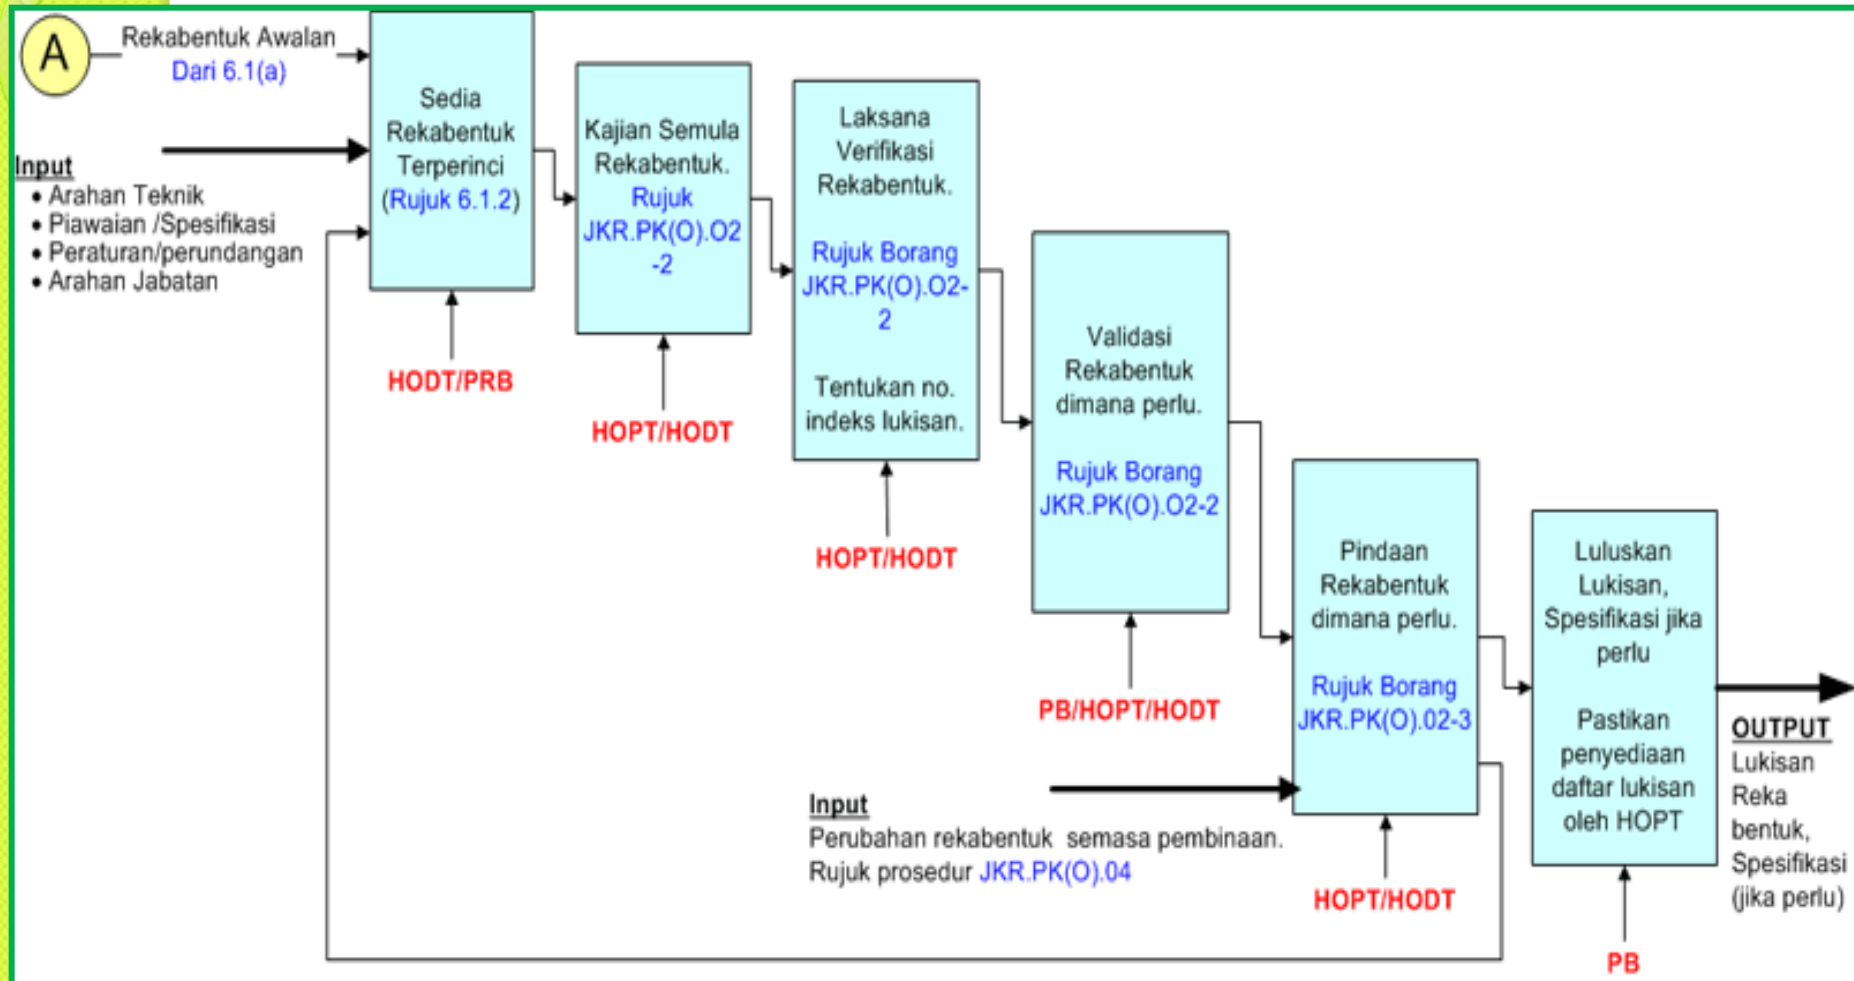 A
Rekabentuk Awalan
Dari 6.1(a)
Input
• Arahan Teknik
• Piawaian /Spesifikasi
• Peraturan/perundangan
• Arahan Jabatan
Sedia
Rekabentuk
Terperinci
(Rujuk 6.1.2)
HODT/PRB
Kajian Semula
Rekabentuk.
Rujuk
JKR.PK(O).O2
-2
HOPT/HODT
Laksana
Verifikasi
Rekabentuk.
Rujuk Borang
JKR.PK(O).O2-
2
Tentukan no.
indeks lukisan.
HOPT/HODT
Validasi
Rekabentuk
dimana perlu.
Rujuk Borang
JKR.PK(O).O2-2
PB/HOPT/HODT
Input
Perubahan rekabentuk semasa pembinaan.
Rujuk prosedur JKR.PK(O).04
Pindaan
Rekabentuk
dimana perlu.
Rujuk Borang
JKR.PK(O).02-3
HOPT/HODT
Luluskan
Lukisan,
Spesifikasi jika
perlu
Pastikan
penyediaan
daftar lukisan
oleh HOPT
PB
OUTPUT
Lukisan
Reka
bentuk,
Spesifikasi
(jika perlu)